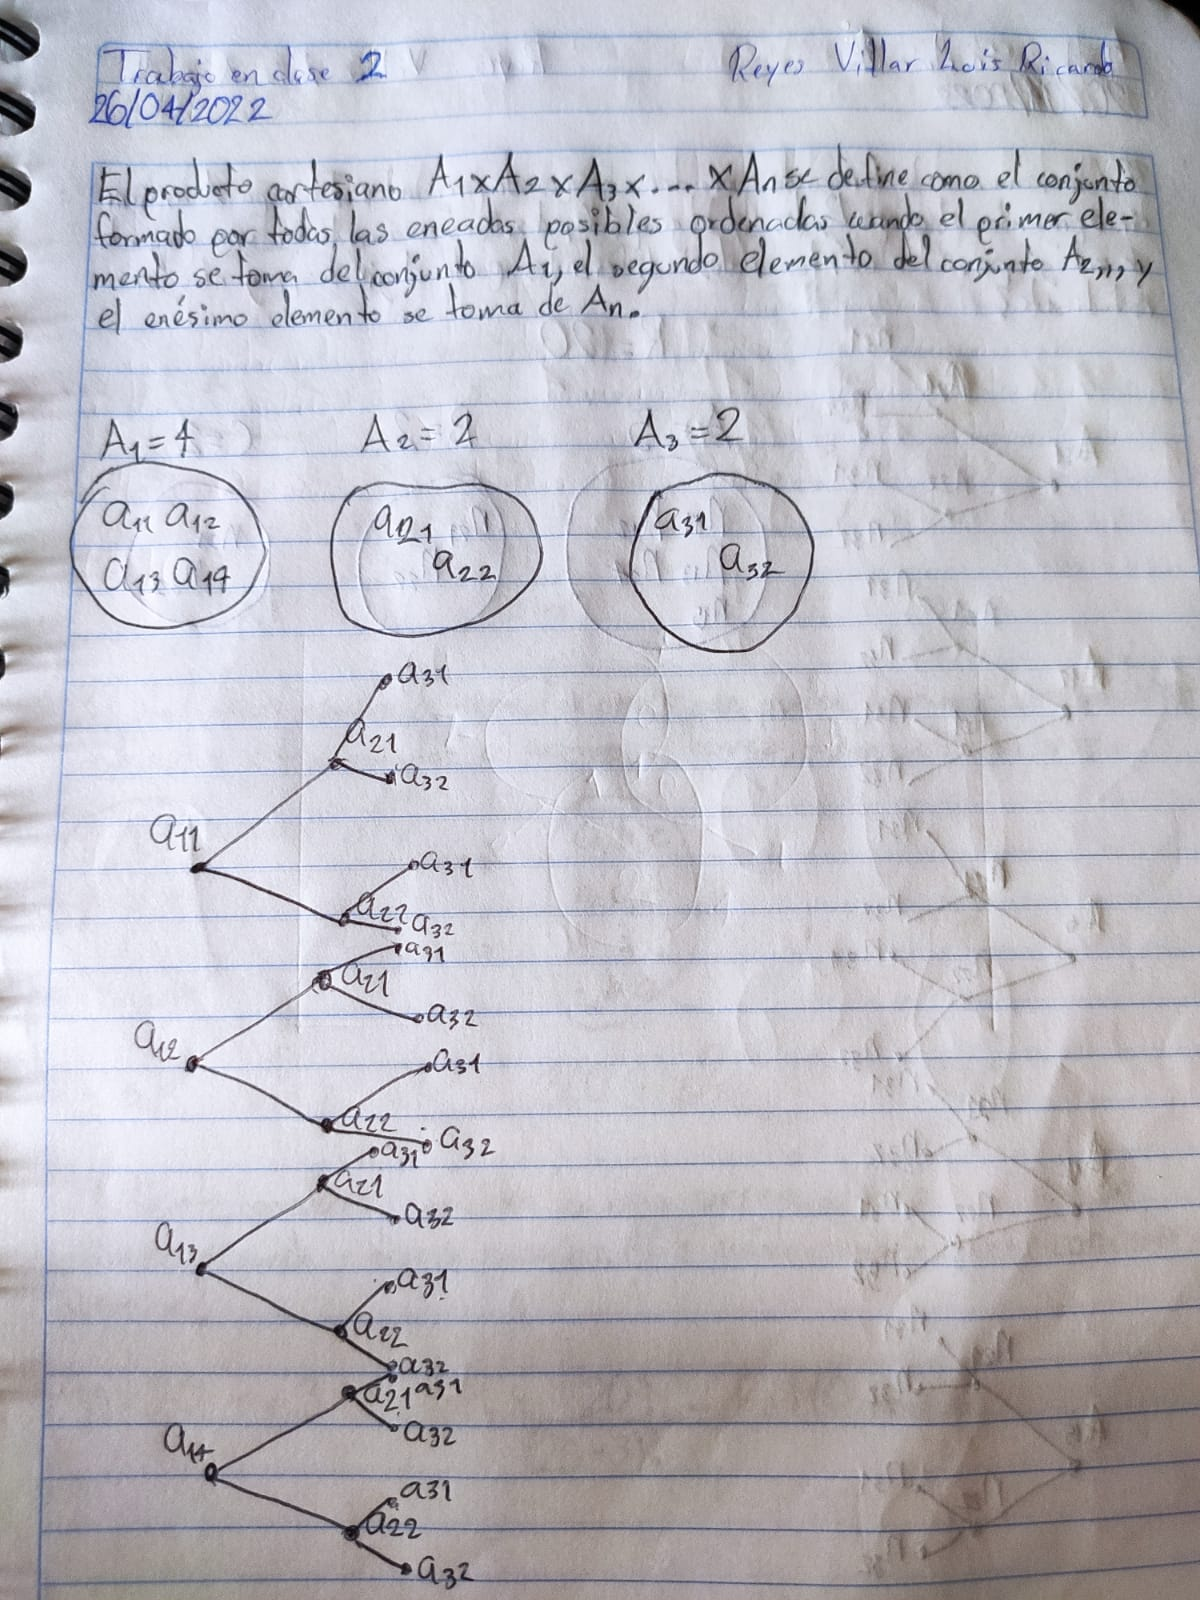 Trabajo en clase 2 Reyes Villar Luis Ricardo
26/04/2022
El producto cartesiano A1xA2xA3x.... xAn se define como el conjunto
formado por todas las eneadas posibles ordenadas cuando el primer ele-
mento se toma del conjunto A1, el segundo elemento del conjunto A2,,, y
el enésimo elemento se toma de An.
A1=4 A2=2 A3=2
a11 a12 a21 a31
a13 a14 a22 a32
a31
a21
a32
a11
a31
a22
a32
a31
a21
a32
a12
a31
a22
a32
a31
a21
a32
a13
a31
a22
a32
a21 a31
a32
a14
a31
a22
a32